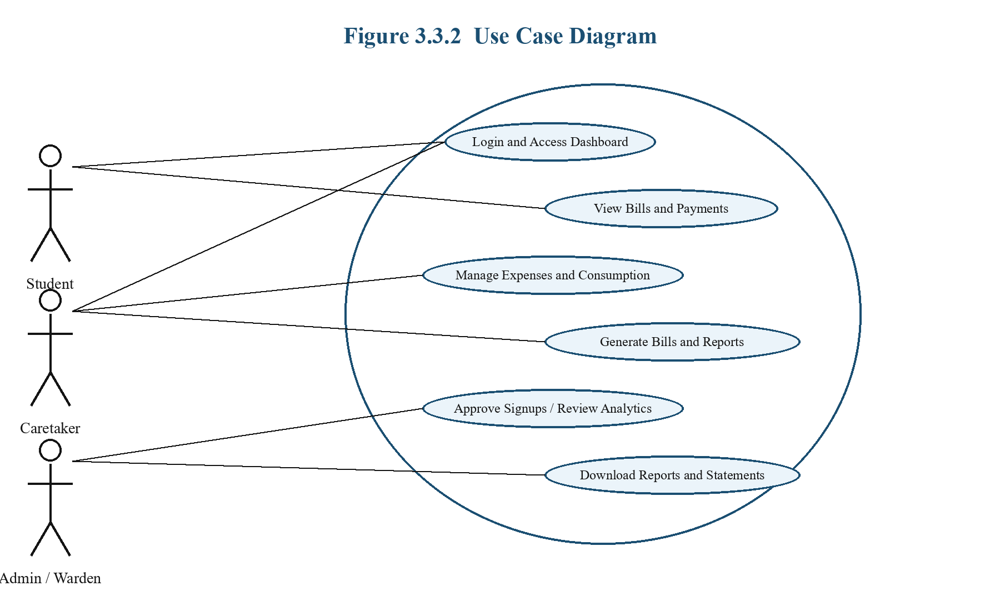 Figure 3.3.2  Use Case Diagram
Login and Access Dashboard
View Bills and Payments
Student
Manage Expenses and Consumption
Generate Bills and Reports
Approve Signups / Review Analytics
Caretaker
Download Reports and Statements
Admin / Warden